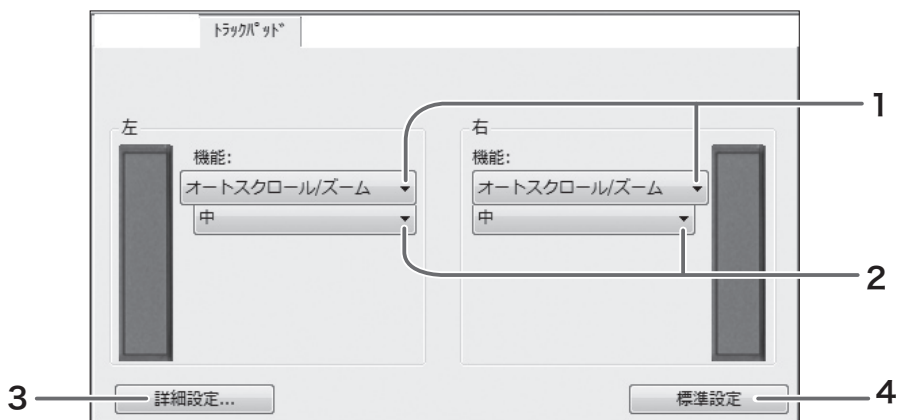 トラックパッド
1
左
右
機能:
機能:
オートスクロール/ズーム
オートスクロール/ズーム
中
中
2
3
詳細設定...
標準設定
4